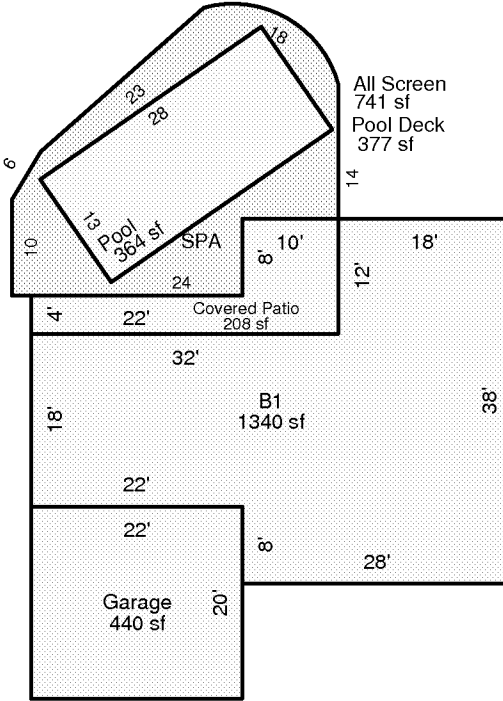 18
23
28
All Screen
741 sf
Pool Deck
377 sf
6
14
13
Pool
364 sf
SPA
10
10'
18'
8'
12'
24
4'
22'
Covered Patio
208 sf
32'
B1
1340 sf
38'
18'
22'
22'
8'
28'
Garage
440 sf
20'